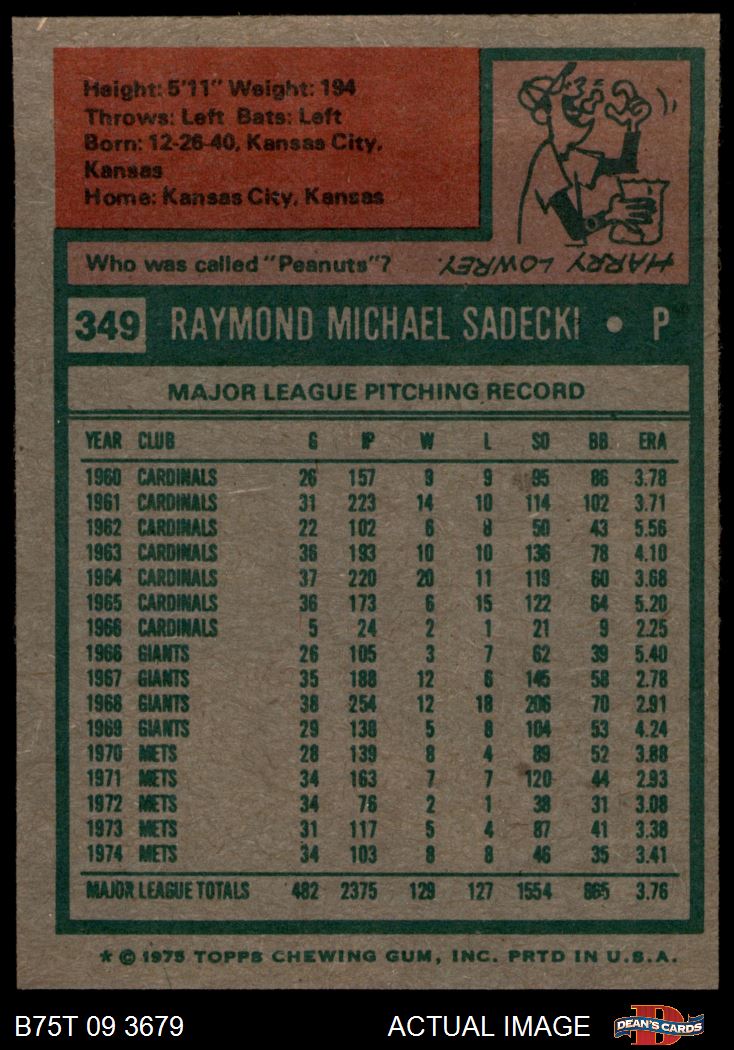 Height: 5'11" Weight: 194
Throws: Left Bats: Left
Born: 12-26-40, Kansas City,
Kansas
Home: Kansas City, Kansas
Who was called "Peanuts"? HARRY LOWREY.
349 RAYMOND MICHAEL SADECKI • P
MAJOR LEAGUE PITCHING RECORD
YEAR CLUB G IP W L SO BB ERA
1960 CARDINALS 26 157 9 9 95 86 3.78
1961 CARDINALS 31 223 14 10 114 102 3.71
1962 CARDINALS 22 102 6 8 50 43 5.56
1963 CARDINALS 36 193 10 10 136 78 4.10
1964 CARDINALS 37 220 20 11 119 60 3.68
1965 CARDINALS 36 173 6 15 122 64 5.20
1966 CARDINALS 5 24 2 1 21 9 2.25
1966 GIANTS 26 105 3 7 62 39 5.40
1967 GIANTS 35 188 12 6 145 58 2.78
1968 GIANTS 38 254 12 18 206 70 2.91
1969 GIANTS 29 138 5 8 104 53 4.24
1970 METS 28 139 8 4 89 52 3.88
1971 METS 34 163 7 7 120 44 2.93
1972 METS 34 76 2 1 38 31 3.08
1973 METS 31 117 5 4 87 41 3.38
1974 METS 34 103 8 8 46 35 3.41
MAJOR LEAGUE TOTALS 482 2375 129 127 1554 865 3.76
* © 1975 TOPPS CHEWING GUM, INC. PRTD IN U.S.A.
B75T 09 3679 ACTUAL IMAGE D DEAN'S CARDS